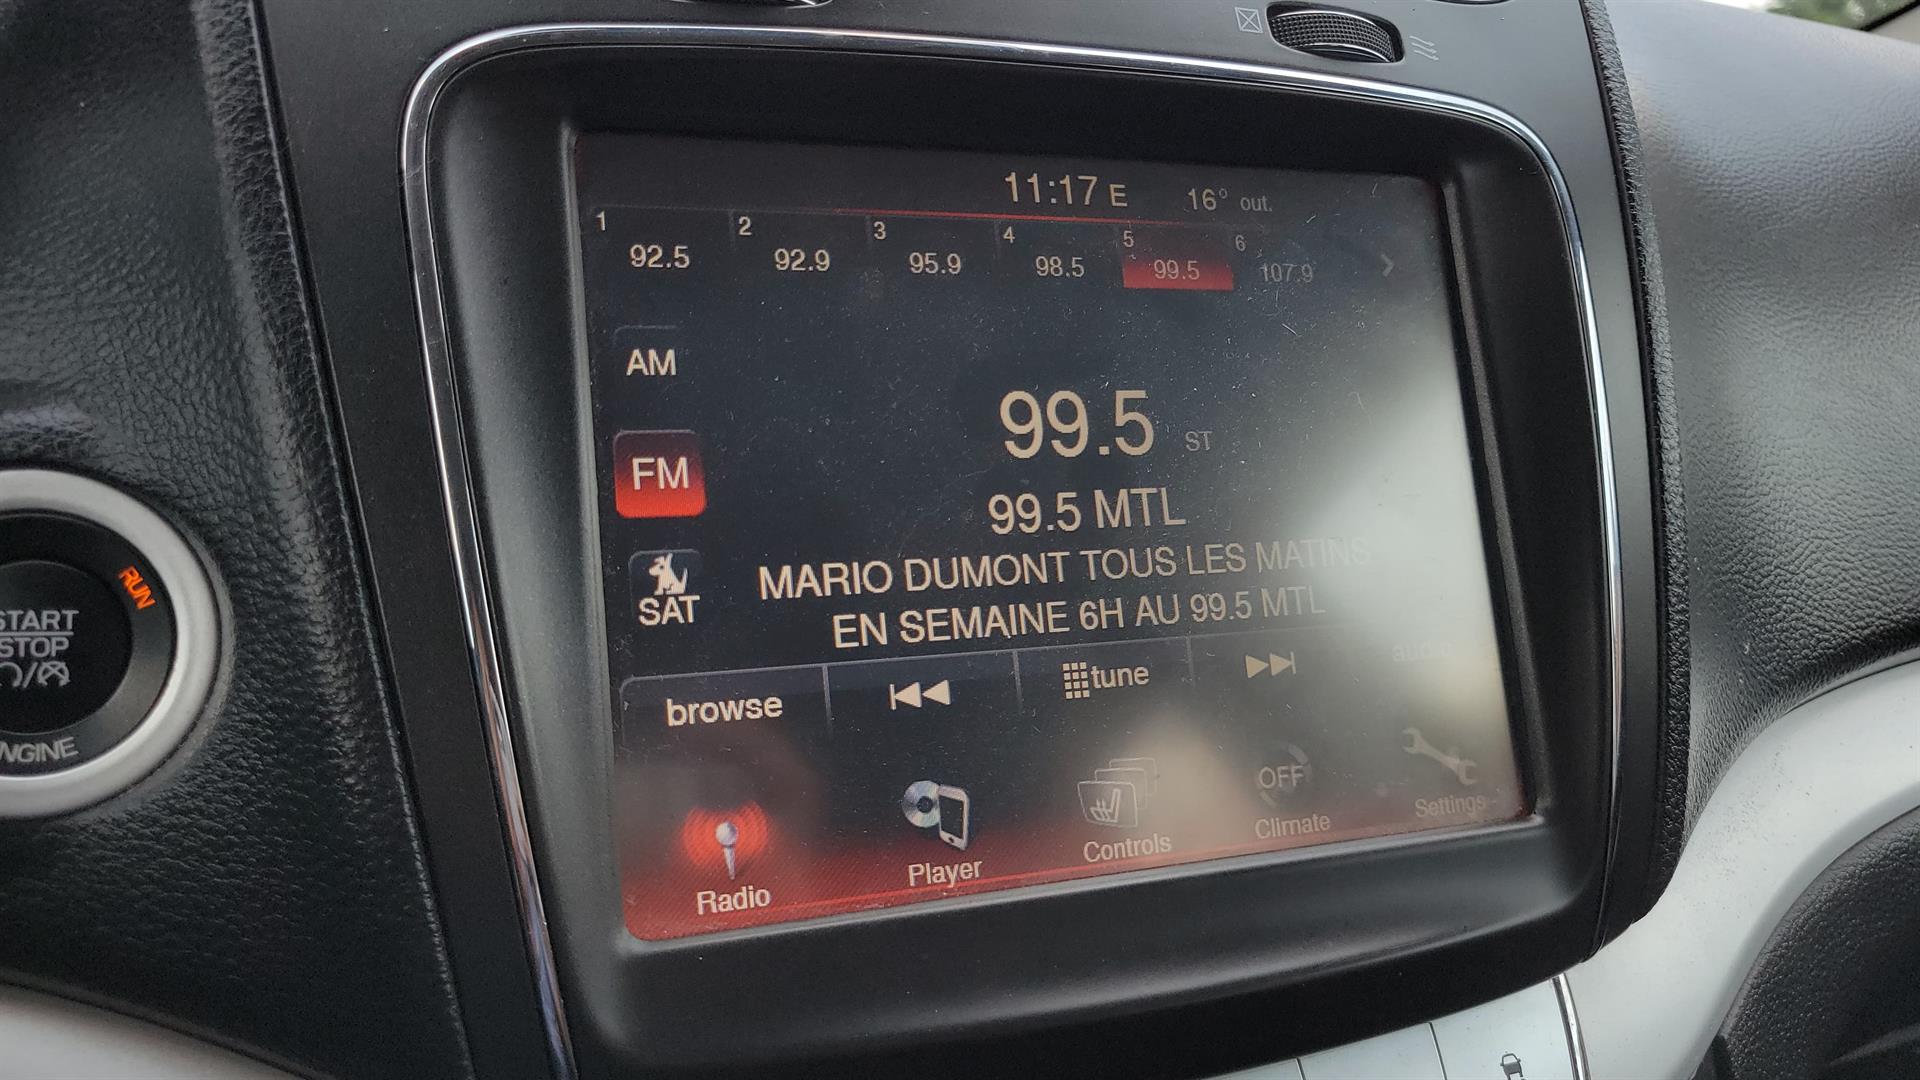 11:17 E 16° out.
1 2 3 4 5 6
92.5 92.9 95.9 98.5 99.5 107.9
AM
99.5 ST
FM
99.5 MTL
MARIO DUMONT TOUS LES MATINS
EN SEMAINE 6H AU 99.5 MTL
SAT
browse tune audio
Radio Player Controls OFF Climate Settings
RUN
START
STOP
ENGINE